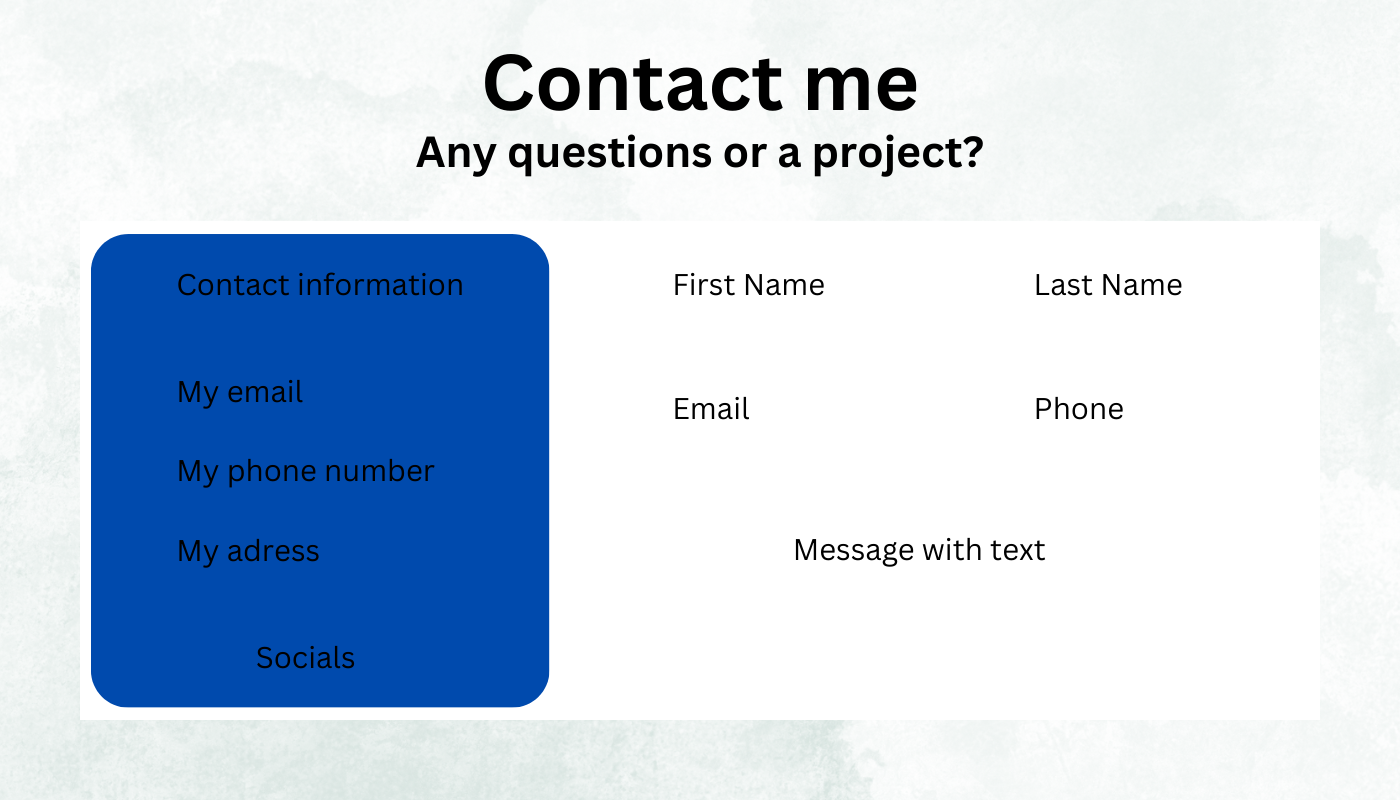 Contact me
Any questions or a project?
Contact information
My email
My phone number
My adress
Socials
First Name
Last Name
Email
Phone
Message with text